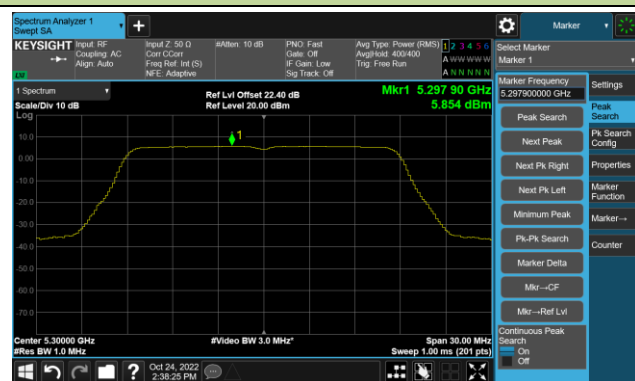 Spectrum Analyzer 1
Swept SA
+
Marker
KEYSIGHT
Input: RF
Coupling: AC
Align: Auto
Input Z: 50 Ω
Corr CCorr
Freq Ref: Int (S)
NFE: Adaptive
#Atten: 10 dB
PNO: Fast
Gate: Off
IF Gain: Low
Sig Track: Off
Avg Type: Power (RMS)
Avg|Hold: 400/400
Trig: Free Run
1 2 3 4 5 6
A W W W W W
A N N N N N
LW
Select Marker
Marker 1
1 Spectrum
Scale/Div 10 dB
Ref Lvl Offset 22.40 dB
Ref Level 20.00 dBm
Mkr1 5.297 90 GHz
5.854 dBm
Log
10.0
0.00
-10.0
-20.0
-30.0
-40.0
-50.0
-60.0
-70.0
1
Center 5.30000 GHz
#Res BW 1.0 MHz
#Video BW 3.0 MHz*
Span 30.00 MHz
Sweep 1.00 ms (201 pts)
Marker Frequency
5.297900000 GHz
Peak Search
Next Peak
Next Pk Right
Next Pk Left
Minimum Peak
Pk-Pk Search
Marker Delta
Mkr→CF
Mkr→Ref Lvl
Continuous Peak
Search
On
Off
Settings
Peak
Search
Pk Search
Config
Properties
Marker
Function
Marker→
Counter
?
Oct 24, 2022
2:38:25 PM